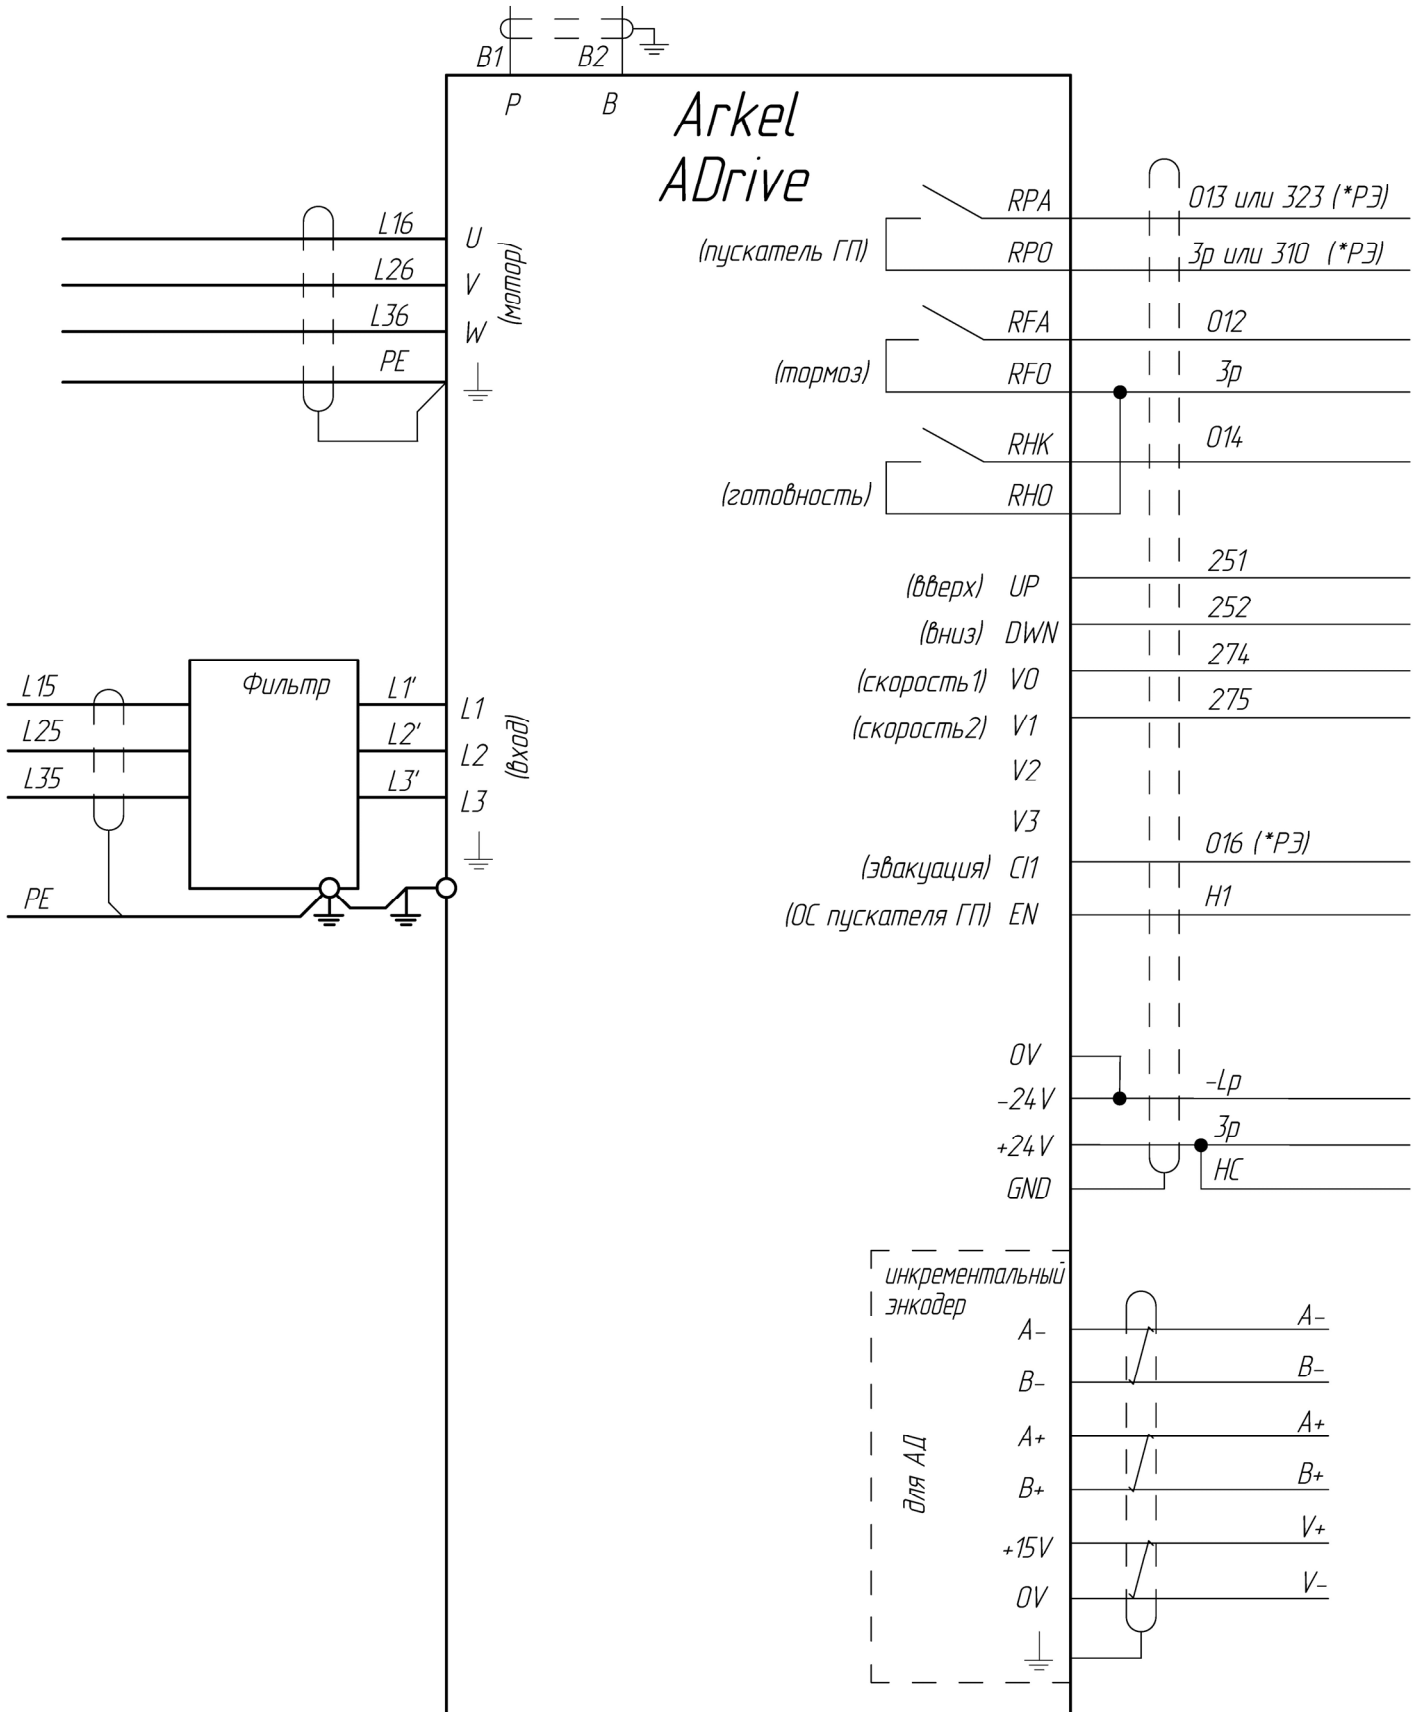 B1
B2
P
B
Arkel
ADrive
L16
U
L26
V
L36
W
PE
(мотор)
RPA
013 или 323 (*РЭ)
(пускатель ГП)
RPO
3р или 310 (*РЭ)
RFA
012
(тормоз)
RFO
3р
RHK
014
(готовность)
RHO
(вверх) UP
251
(вниз) DWN
252
(скорость1) V0
274
(скорость2) V1
275
V2
V3
(эвакуация) CI1
016 (*РЭ)
(ОС пускателя ГП) EN
H1
L15
Фильтр
L1'
L1
L25
L2'
L2
L35
L3'
L3
(вход)
PE
0V
-24V
-Lp
+24V
3р
GND
НС
инкрементальный
энкодер
для АД
A-
A-
B-
B-
A+
A+
B+
B+
+15V
V+
0V
V-